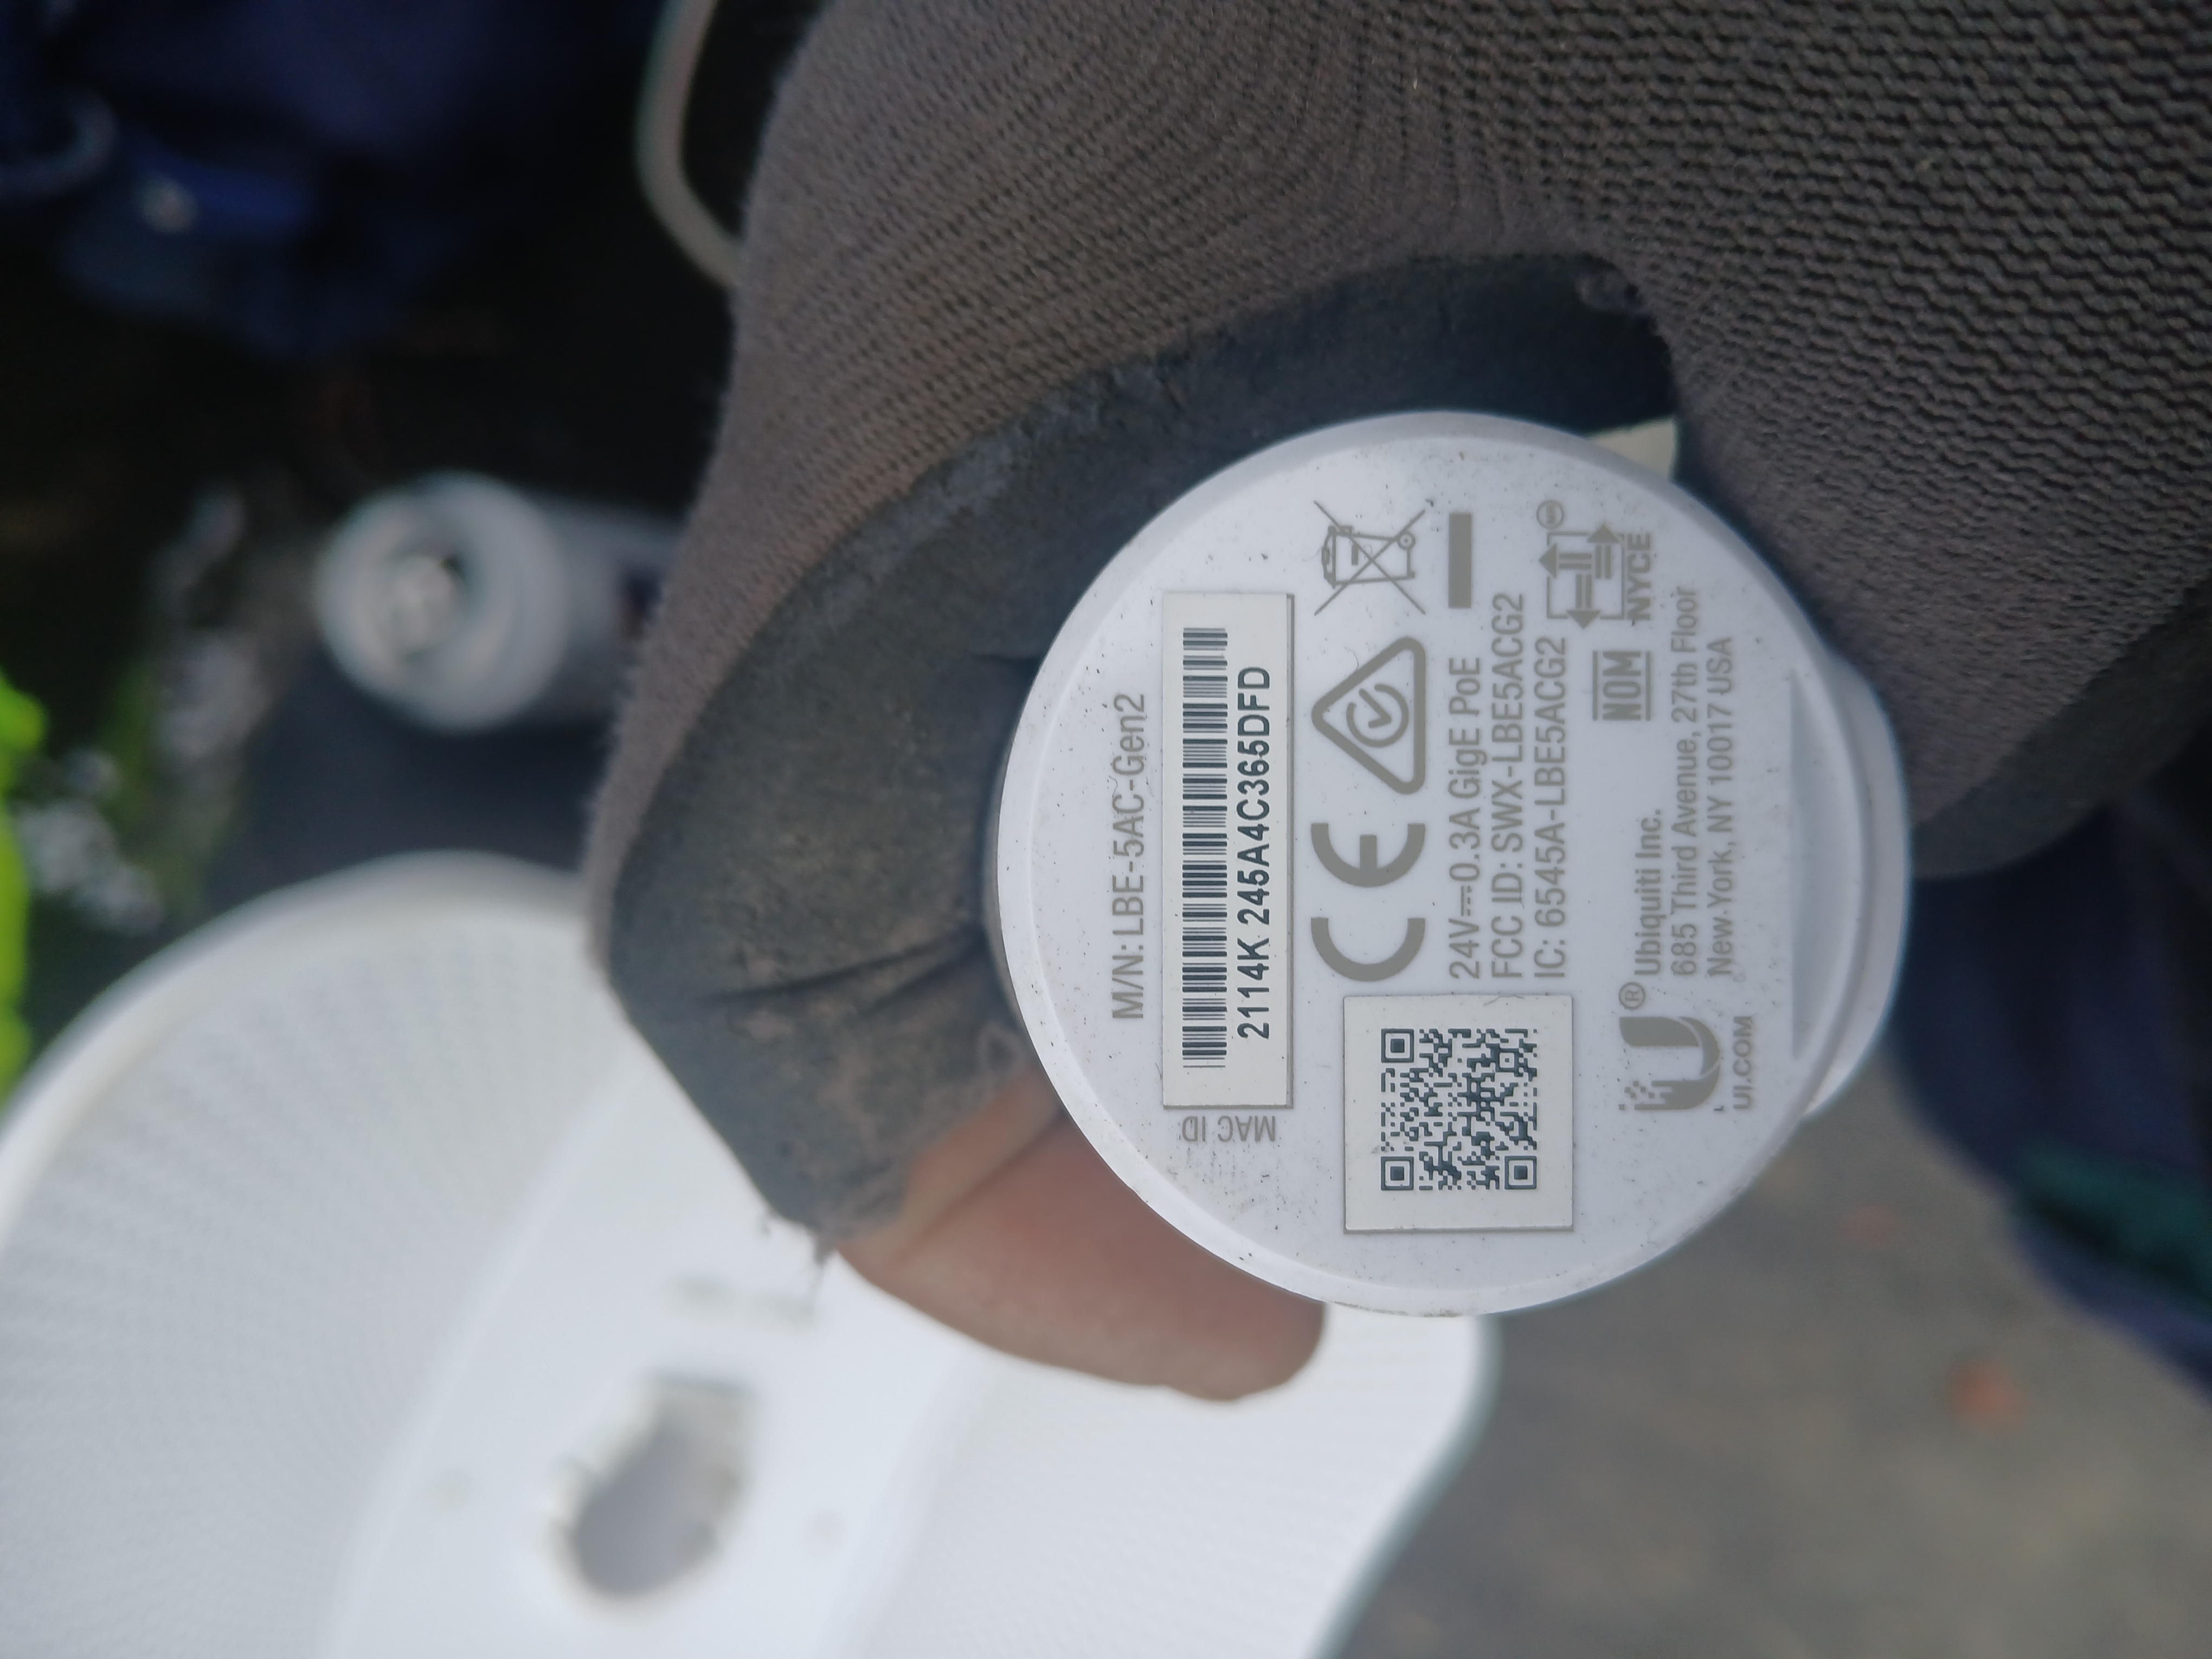 M/N: LBE-5AC-Gen2
MAC ID
2114K 245A4C365DFD
24V⎓0.3A GigE PoE
FCC ID: SWX-LBE5ACG2
IC: 6545A-LBE5ACG2
NOM
NYCE
Ubiquiti Inc.
685 Third Avenue, 27th Floor
New York, NY 10017 USA
U®
UI.COM